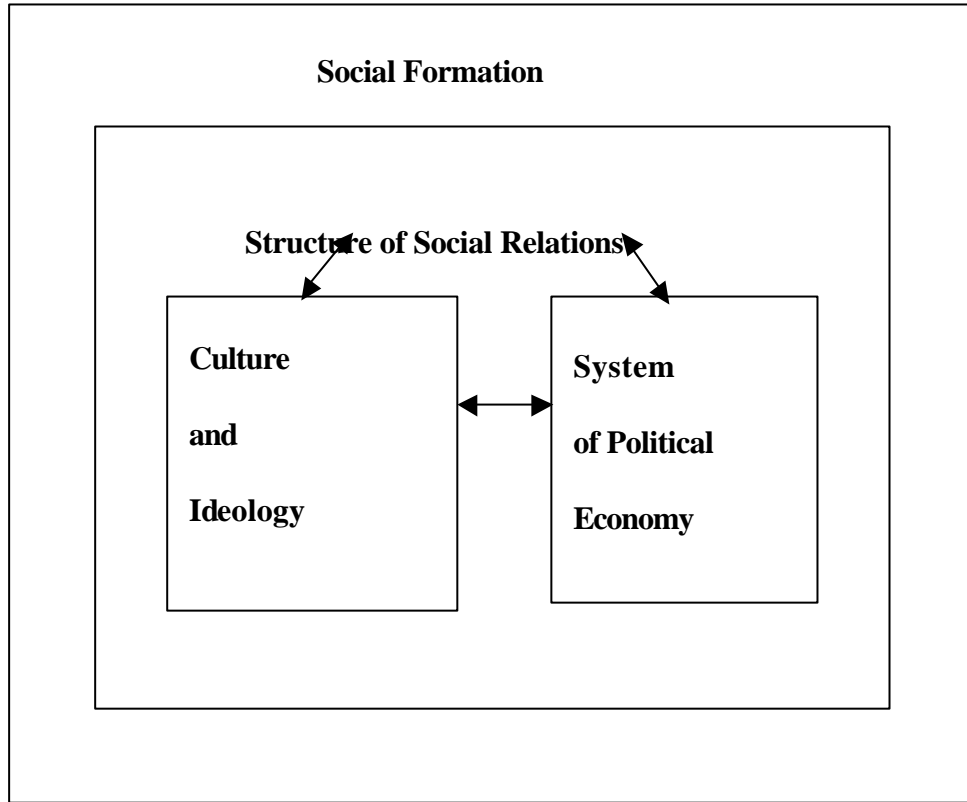 Social Formation
Structure of Social Relations
Culture
and
Ideology
System
of Political
Economy